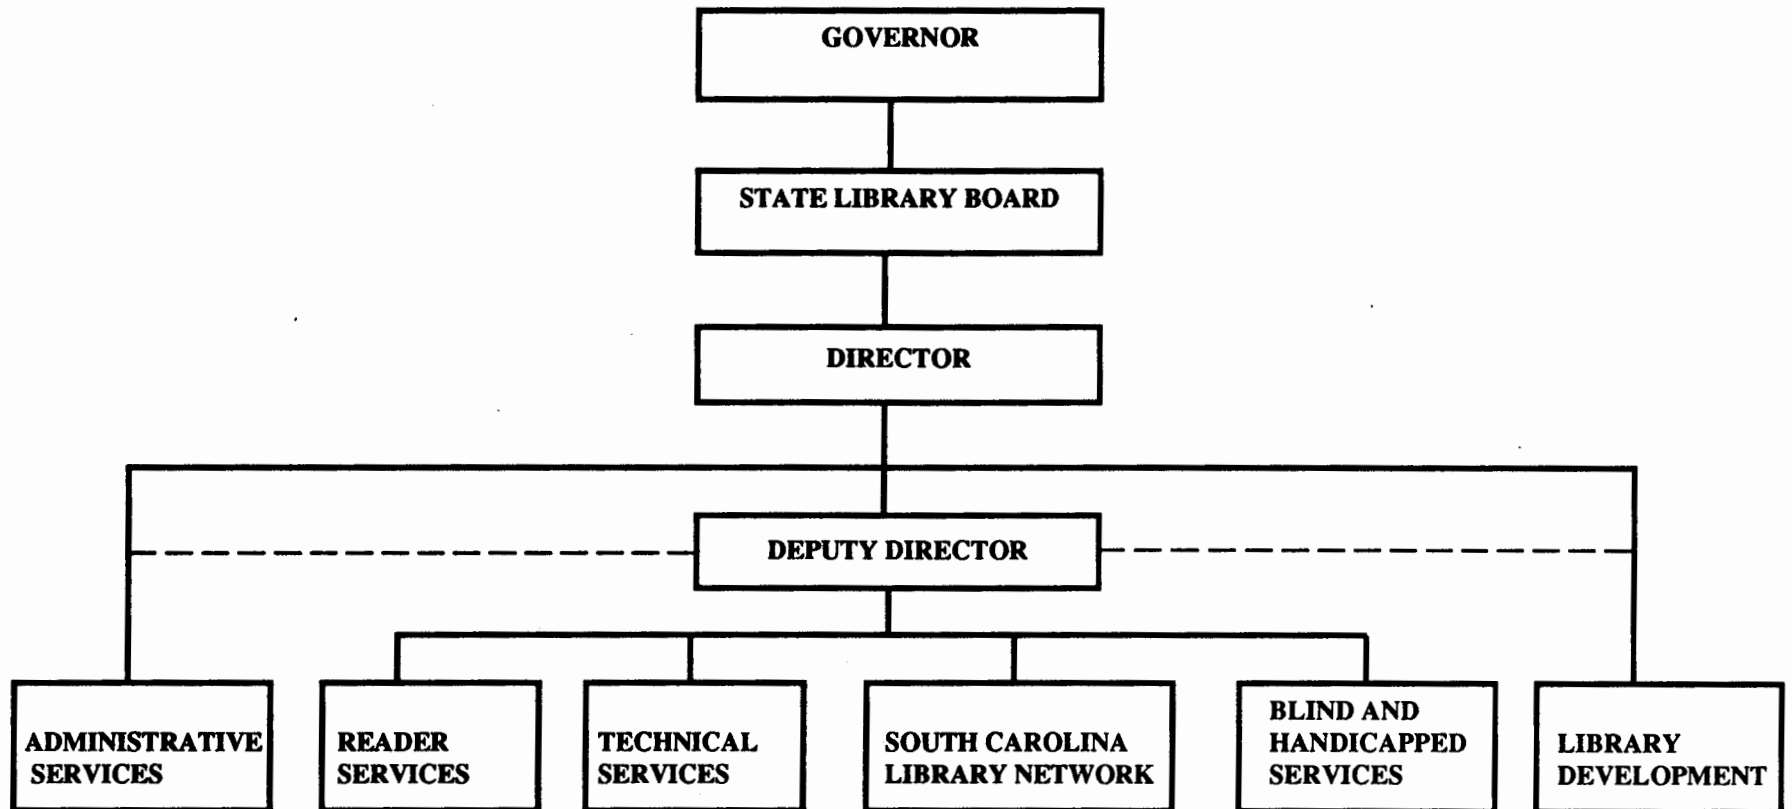 GOVERNOR
STATE LIBRARY BOARD
DIRECTOR
DEPUTY DIRECTOR
ADMINISTRATIVE
SERVICES
READER
SERVICES
TECHNICAL
SERVICES
SOUTH CAROLINA
LIBRARY NETWORK
BLIND AND
HANDICAPPED
SERVICES
LIBRARY
DEVELOPMENT